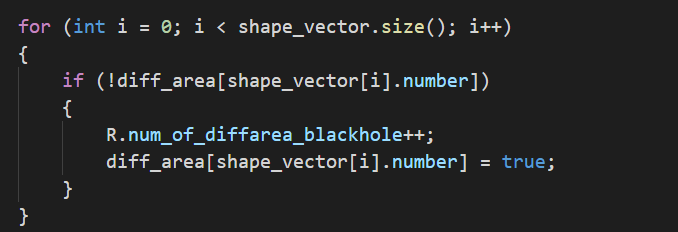 for (int i = 0; i < shape_vector.size(); i++)
{
    if (!diff_area[shape_vector[i].number])
    {
        R.num_of_diffarea_blackhole++;
        diff_area[shape_vector[i].number] = true;
    }
}